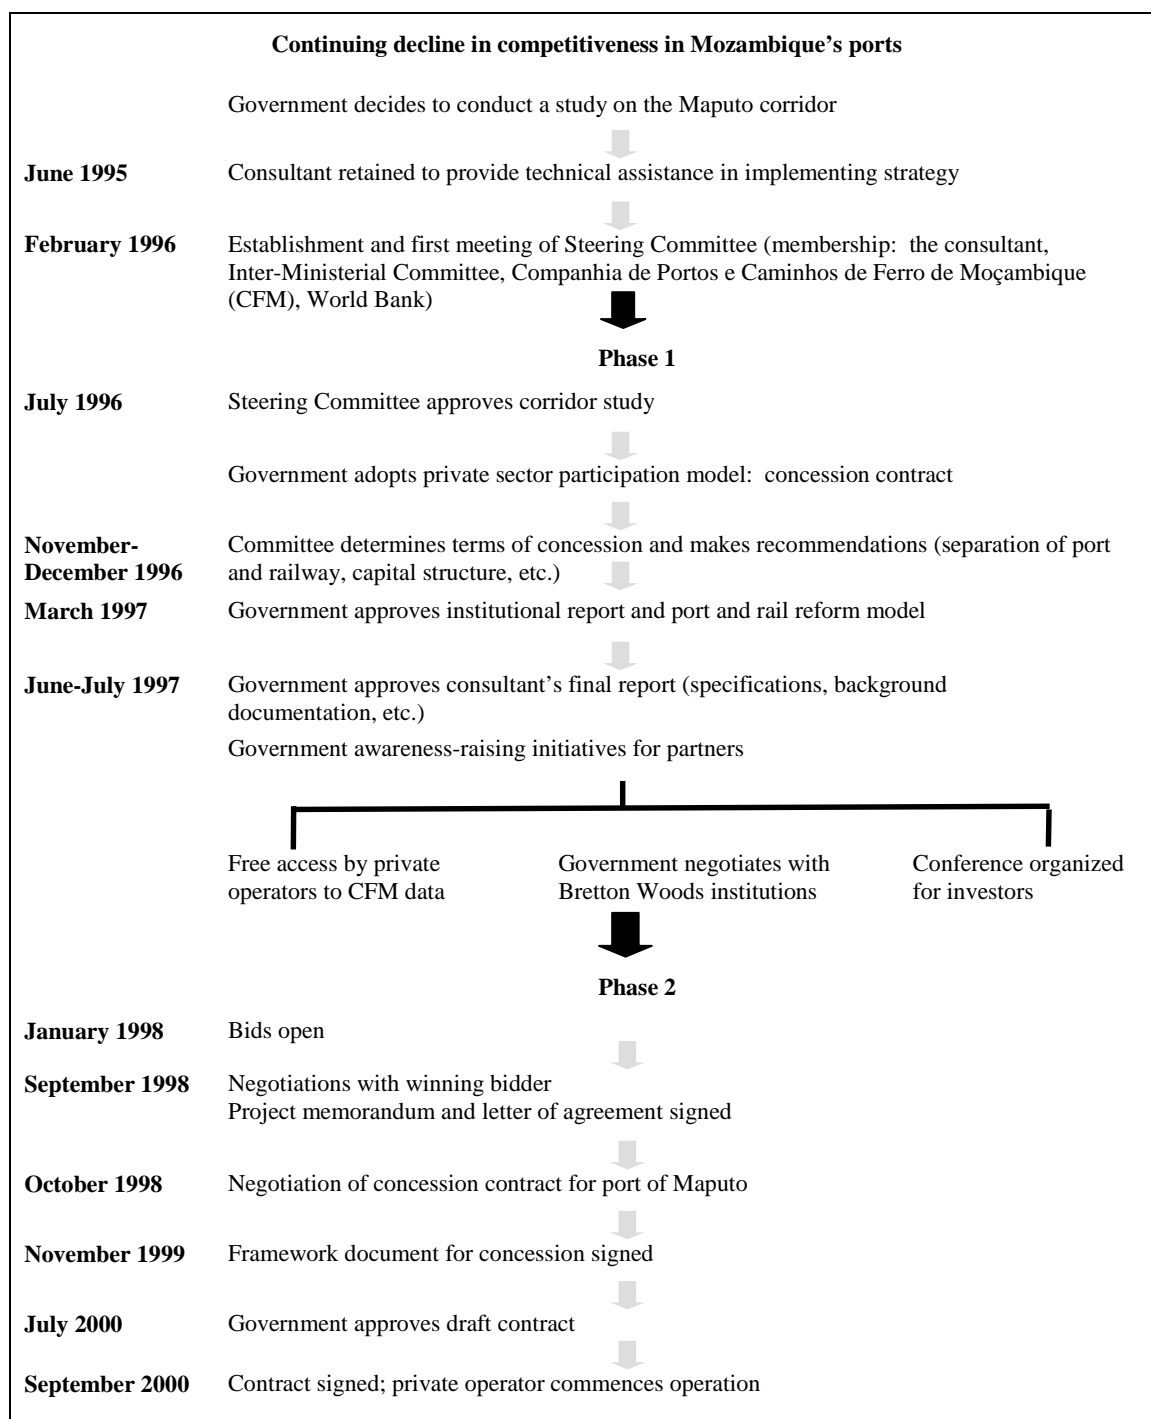 Continuing decline in competitiveness in Mozambique's ports
Government decides to conduct a study on the Maputo corridor
June 1995 Consultant retained to provide technical assistance in implementing strategy
February 1996 Establishment and first meeting of Steering Committee (membership: the consultant,
Inter-Ministerial Committee, Companhia de Portos e Caminhos de Ferro de Moçambique
(CFM), World Bank)
Phase 1
July 1996 Steering Committee approves corridor study
Government adopts private sector participation model: concession contract
November- Committee determines terms of concession and makes recommendations (separation of port
December 1996 and railway, capital structure, etc.)
March 1997 Government approves institutional report and port and rail reform model
June-July 1997 Government approves consultant's final report (specifications, background
documentation, etc.)
Government awareness-raising initiatives for partners
Free access by private Government negotiates with Conference organized
operators to CFM data Bretton Woods institutions for investors
Phase 2
January 1998 Bids open
September 1998 Negotiations with winning bidder
Project memorandum and letter of agreement signed
October 1998 Negotiation of concession contract for port of Maputo
November 1999 Framework document for concession signed
July 2000 Government approves draft contract
September 2000 Contract signed; private operator commences operation